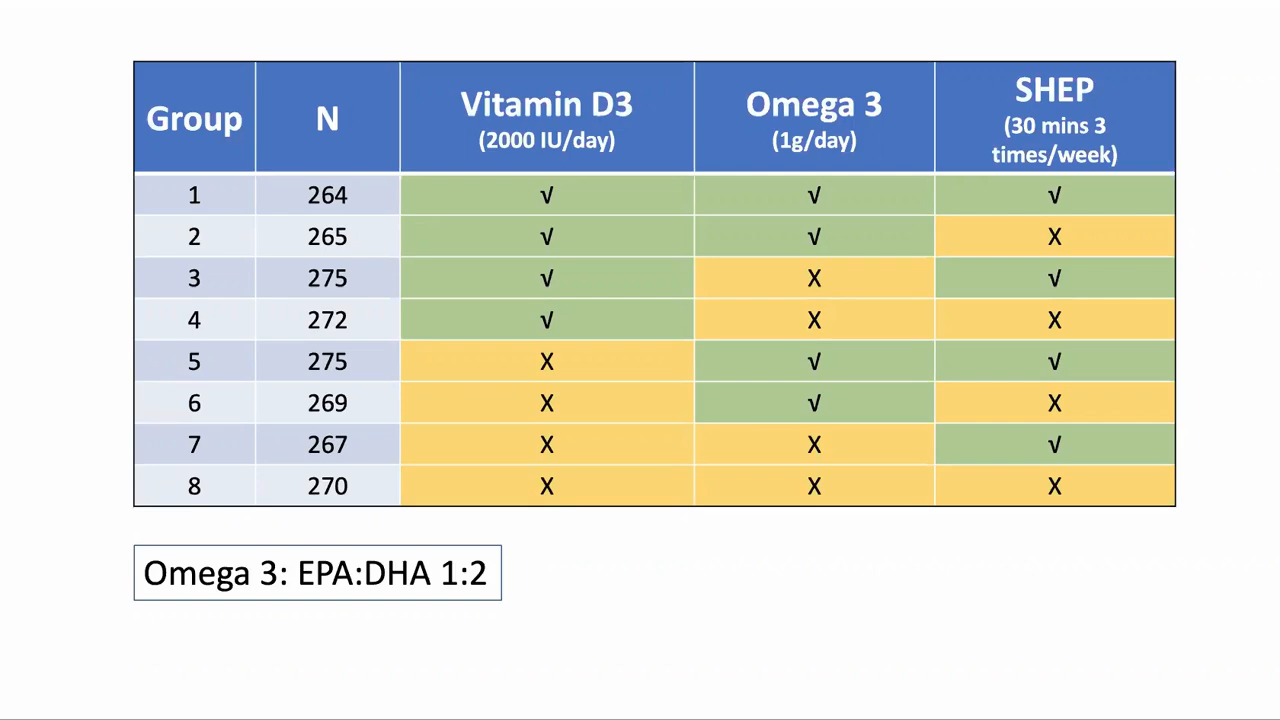 Group N Vitamin D3 (2000 IU/day) Omega 3 (1g/day) SHEP (30 mins 3 times/week)
1 264 √ √ √
2 265 √ √ X
3 275 √ X √
4 272 √ X X
5 275 X √ √
6 269 X √ X
7 267 X X √
8 270 X X X
Omega 3: EPA:DHA 1:2